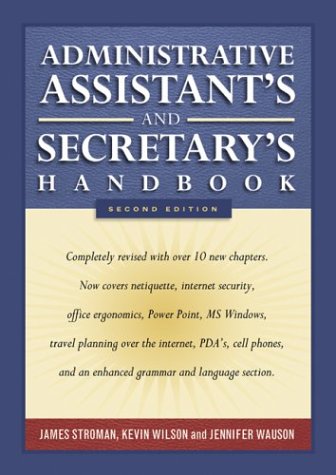 ADMINISTRATIVE
ASSISTANT'S
AND
SECRETARY'S
HANDBOOK
SECOND EDITION
Completely revised with over 10 new chapters.
Now covers netiquette, internet security,
office ergonomics, Power Point, MS Windows,
travel planning over the internet, PDA's, cell phones,
and an enhanced grammar and language section.
JAMES STROMAN, KEVIN WILSON and JENNIFER WAUSON